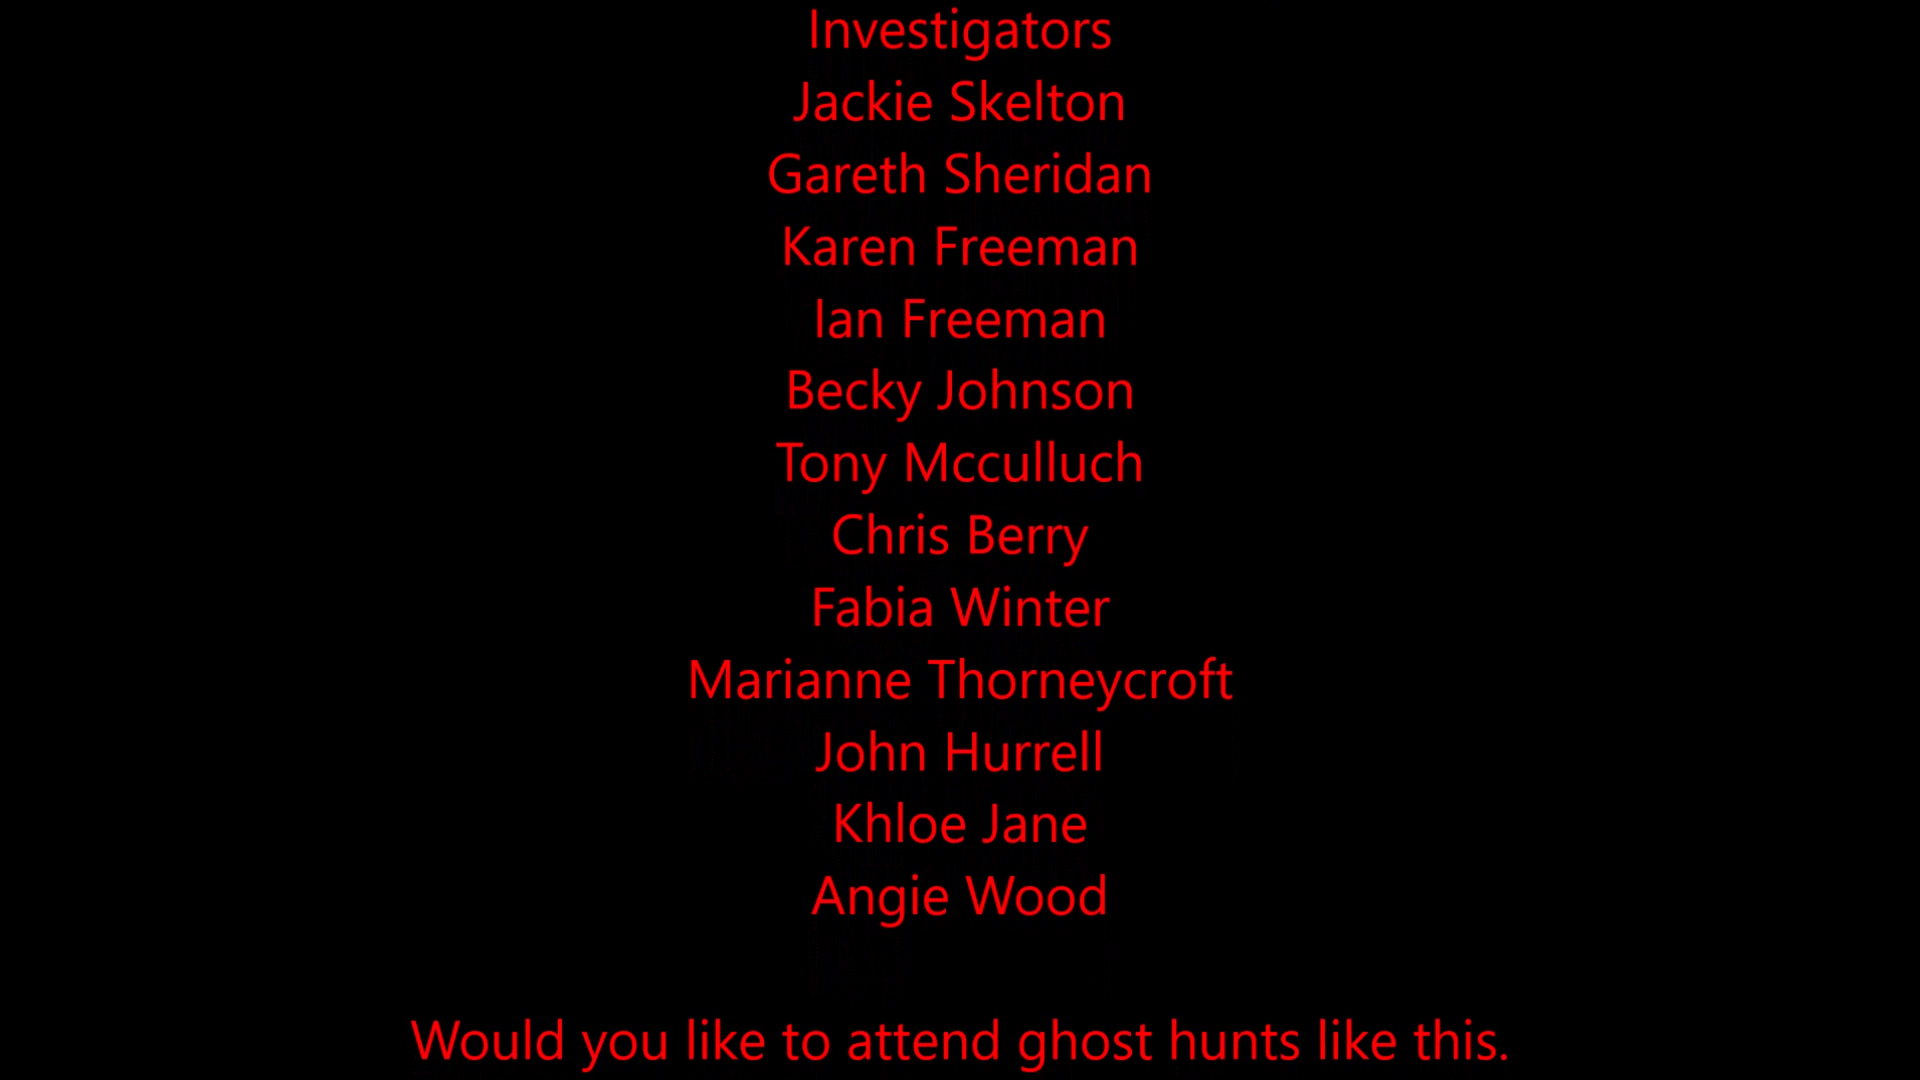 Investigators
Jackie Skelton
Gareth Sheridan
Karen Freeman
Ian Freeman
Becky Johnson
Tony Mcculluch
Chris Berry
Fabia Winter
Marianne Thorneycroft
John Hurrell
Khloe Jane
Angie Wood
Would you like to attend ghost hunts like this.